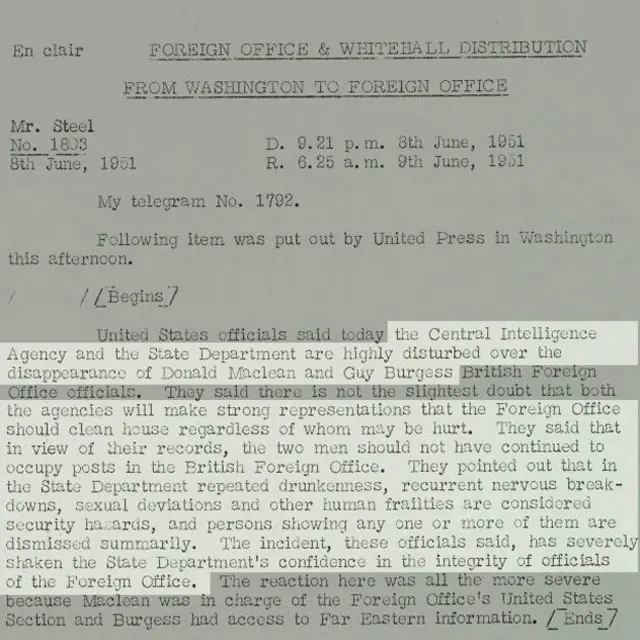 En clair FOREIGN OFFICE & WHITEHALL DISTRIBUTION
FROM WASHINGTON TO FOREIGN OFFICE
Mr. Steel
No. 1803 D. 9.21 p.m. 8th June, 1951
8th June, 1951 R. 6.25 a.m. 9th June, 1951
My telegram No. 1792.
Following item was put out by United Press in Washington
this afternoon.
/ /[Begins]
United States officials said today the Central Intelligence
Agency and the State Department are highly disturbed over the
disappearance of Donald Maclean and Guy Burgess British Foreign
Office officials. They said there is not the slightest doubt that both
the agencies will make strong representations that the Foreign Office
should clean house regardless of whom may be hurt. They said that
in view of their records, the two men should not have continued to
occupy posts in the British Foreign Office. They pointed out that in
the State Department repeated drunkenness, recurrent nervous break-
downs, sexual deviations and other human frailties are considered
security hazards, and persons showing any one or more of them are
dismissed summarily. The incident, these officials said, has severely
shaken the State Department's confidence in the integrity of officials
of the Foreign Office. The reaction here was all the more severe
because Maclean was in charge of the Foreign Office's United States
Section and Burgess had access to Far Eastern information. [Ends]